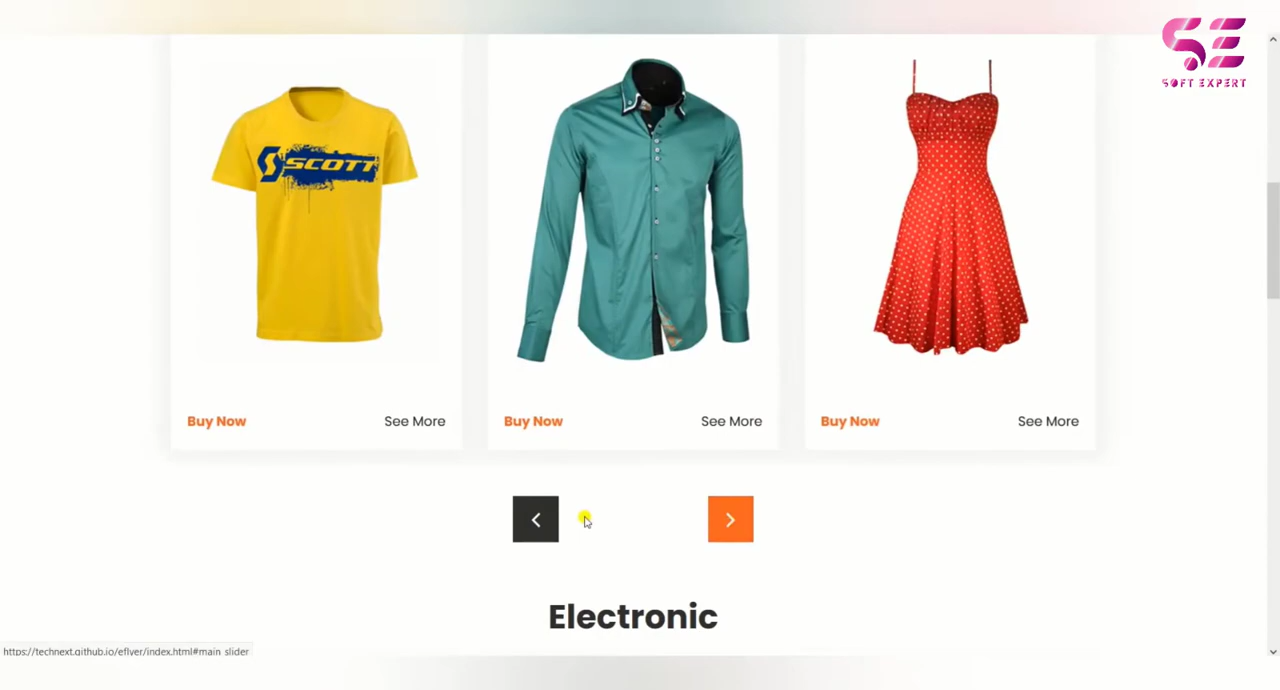 SOFT EXPERT
SCOTT
Buy Now
See More
Buy Now
See More
Buy Now
See More
Electronic
https://technext.github.io/eflyer/index.html#main_slider